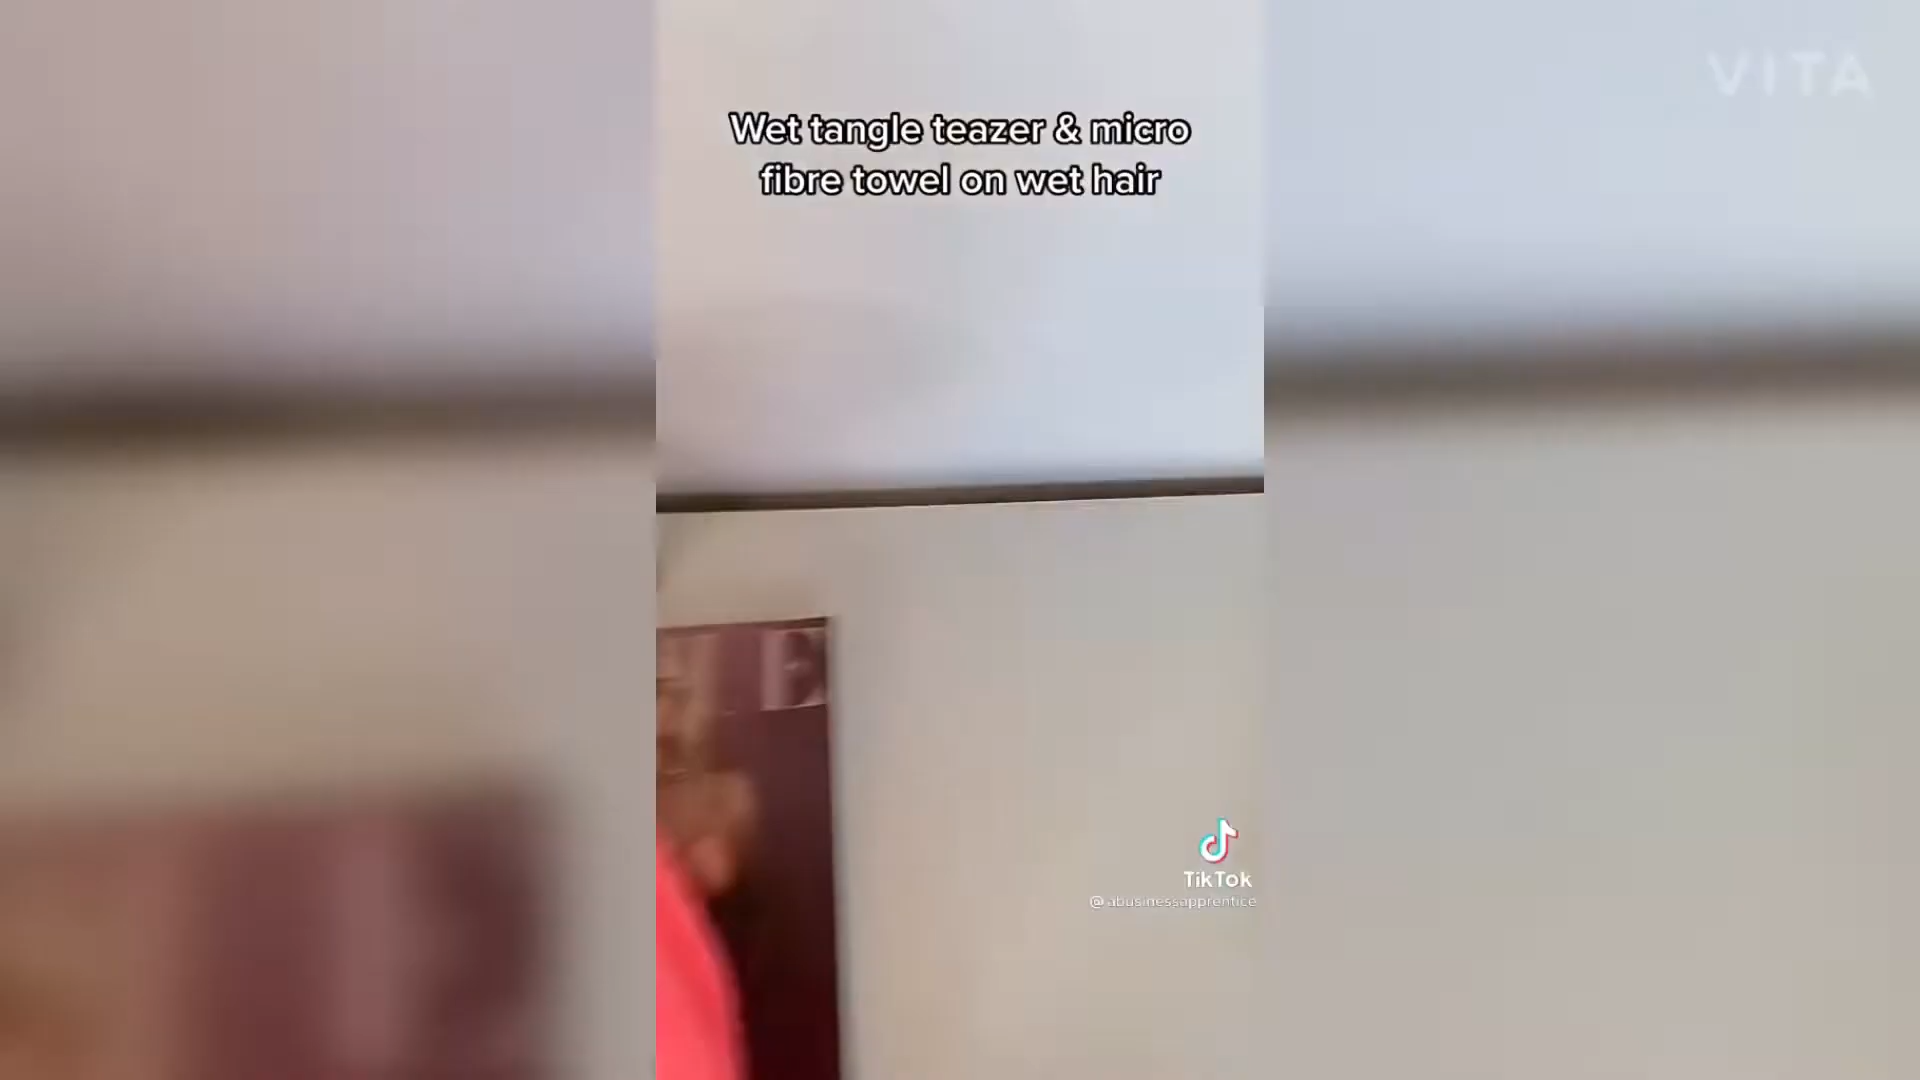 VITA
Wet tangle teazer & micro
fibre towel on wet hair
E
TikTok
@abusinessapprentice